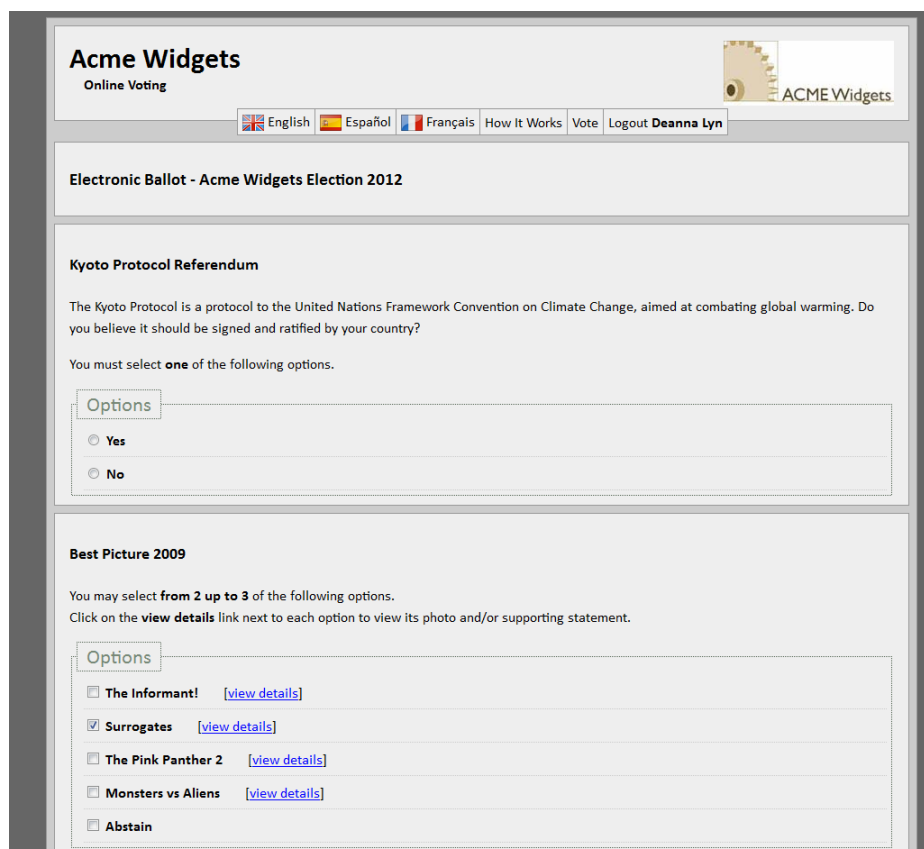 Acme Widgets
Online Voting
ACME Widgets
English Español Français How It Works Vote Logout Deanna Lyn
Electronic Ballot - Acme Widgets Election 2012
Kyoto Protocol Referendum
The Kyoto Protocol is a protocol to the United Nations Framework Convention on Climate Change, aimed at combating global warming. Do
you believe it should be signed and ratified by your country?
You must select one of the following options.
Options
Yes
No
Best Picture 2009
You may select from 2 up to 3 of the following options.
Click on the view details link next to each option to view its photo and/or supporting statement.
Options
The Informant! [view details]
Surrogates [view details]
The Pink Panther 2 [view details]
Monsters vs Aliens [view details]
Abstain